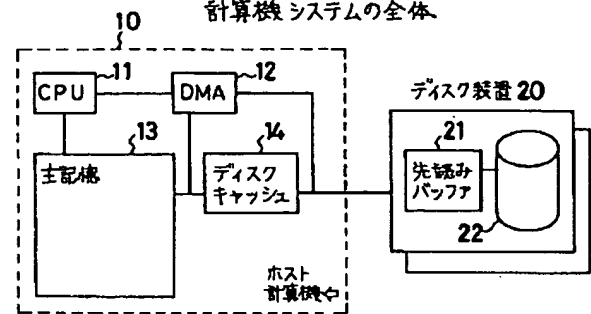 計算機システムの全体
10
11
CPU
12
DMA
13
主記憶
14
ディスク
キャッシュ
ホスト
計算機
ディスク装置 20
21
先読み
バッファ
22